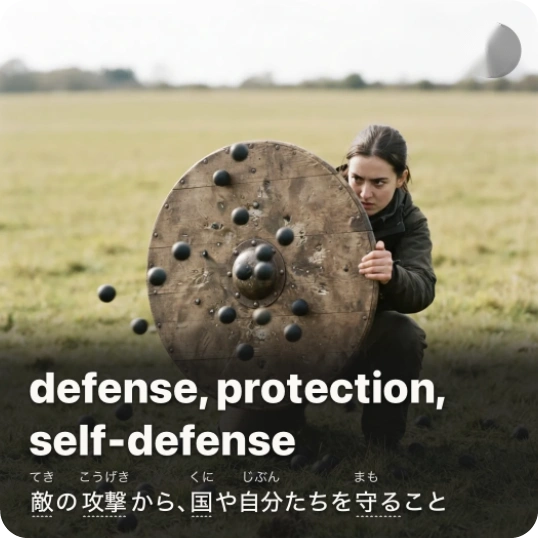 defense, protection,
self-defense
てき こうげき くに じぶん まも
敵の攻撃から、国や自分たちを守ること